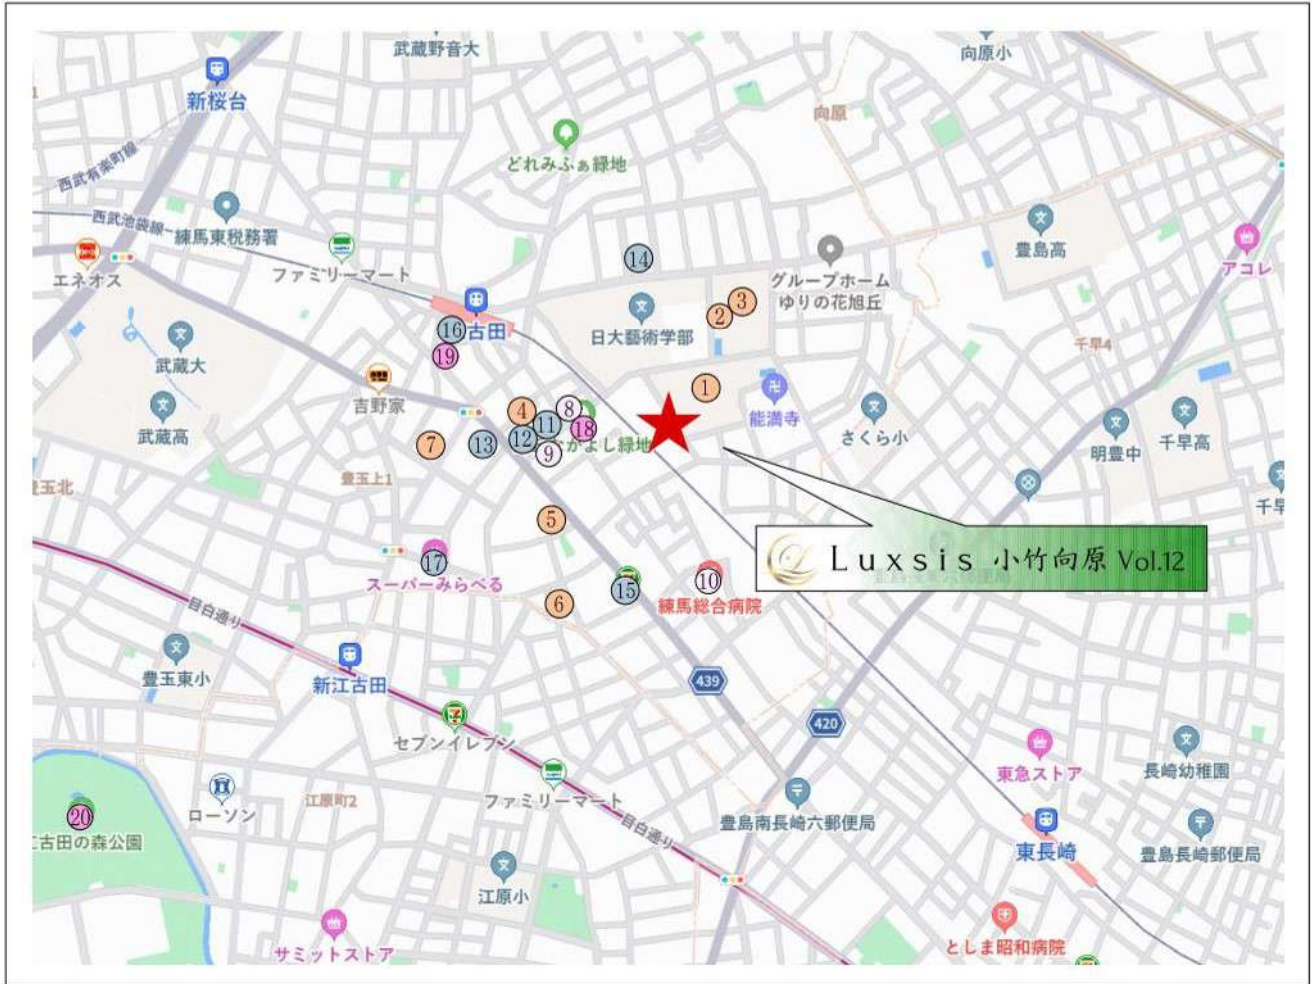 武蔵野音大
向原小
新桜台
向原
どれみふぁ緑地
西武有楽町線
西武池袋線
練馬東税務署
豊島高
アコレ
エネオス
ファミリーマート
⑭
グループホーム
ゆりの花旭丘
③
②
日大藝術学部
⑯
古田
⑲
武蔵大
千早4
吉野家
①
能満寺
④
⑧
⑪
⑱
武蔵高
さくら小
明豊中
千早高
⑦
⑬
⑫
⑨
なかよし緑地
豊玉上1
豊玉北
千早
⑤
Luxsis 小竹向原 Vol.12
⑰
スーパーみらべる
⑩
練馬総合病院
⑮
⑥
目白通り
豊玉東小
新江古田
439
420
セブンイレブン
東急ストア
長崎幼稚園
ファミリーマート
ローソン
江原町2
⑳
江古田の森公園
目白通り
豊島南長崎六郵便局
東長崎
豊島長崎郵便局
江原小
サミットストア
としま昭和病院